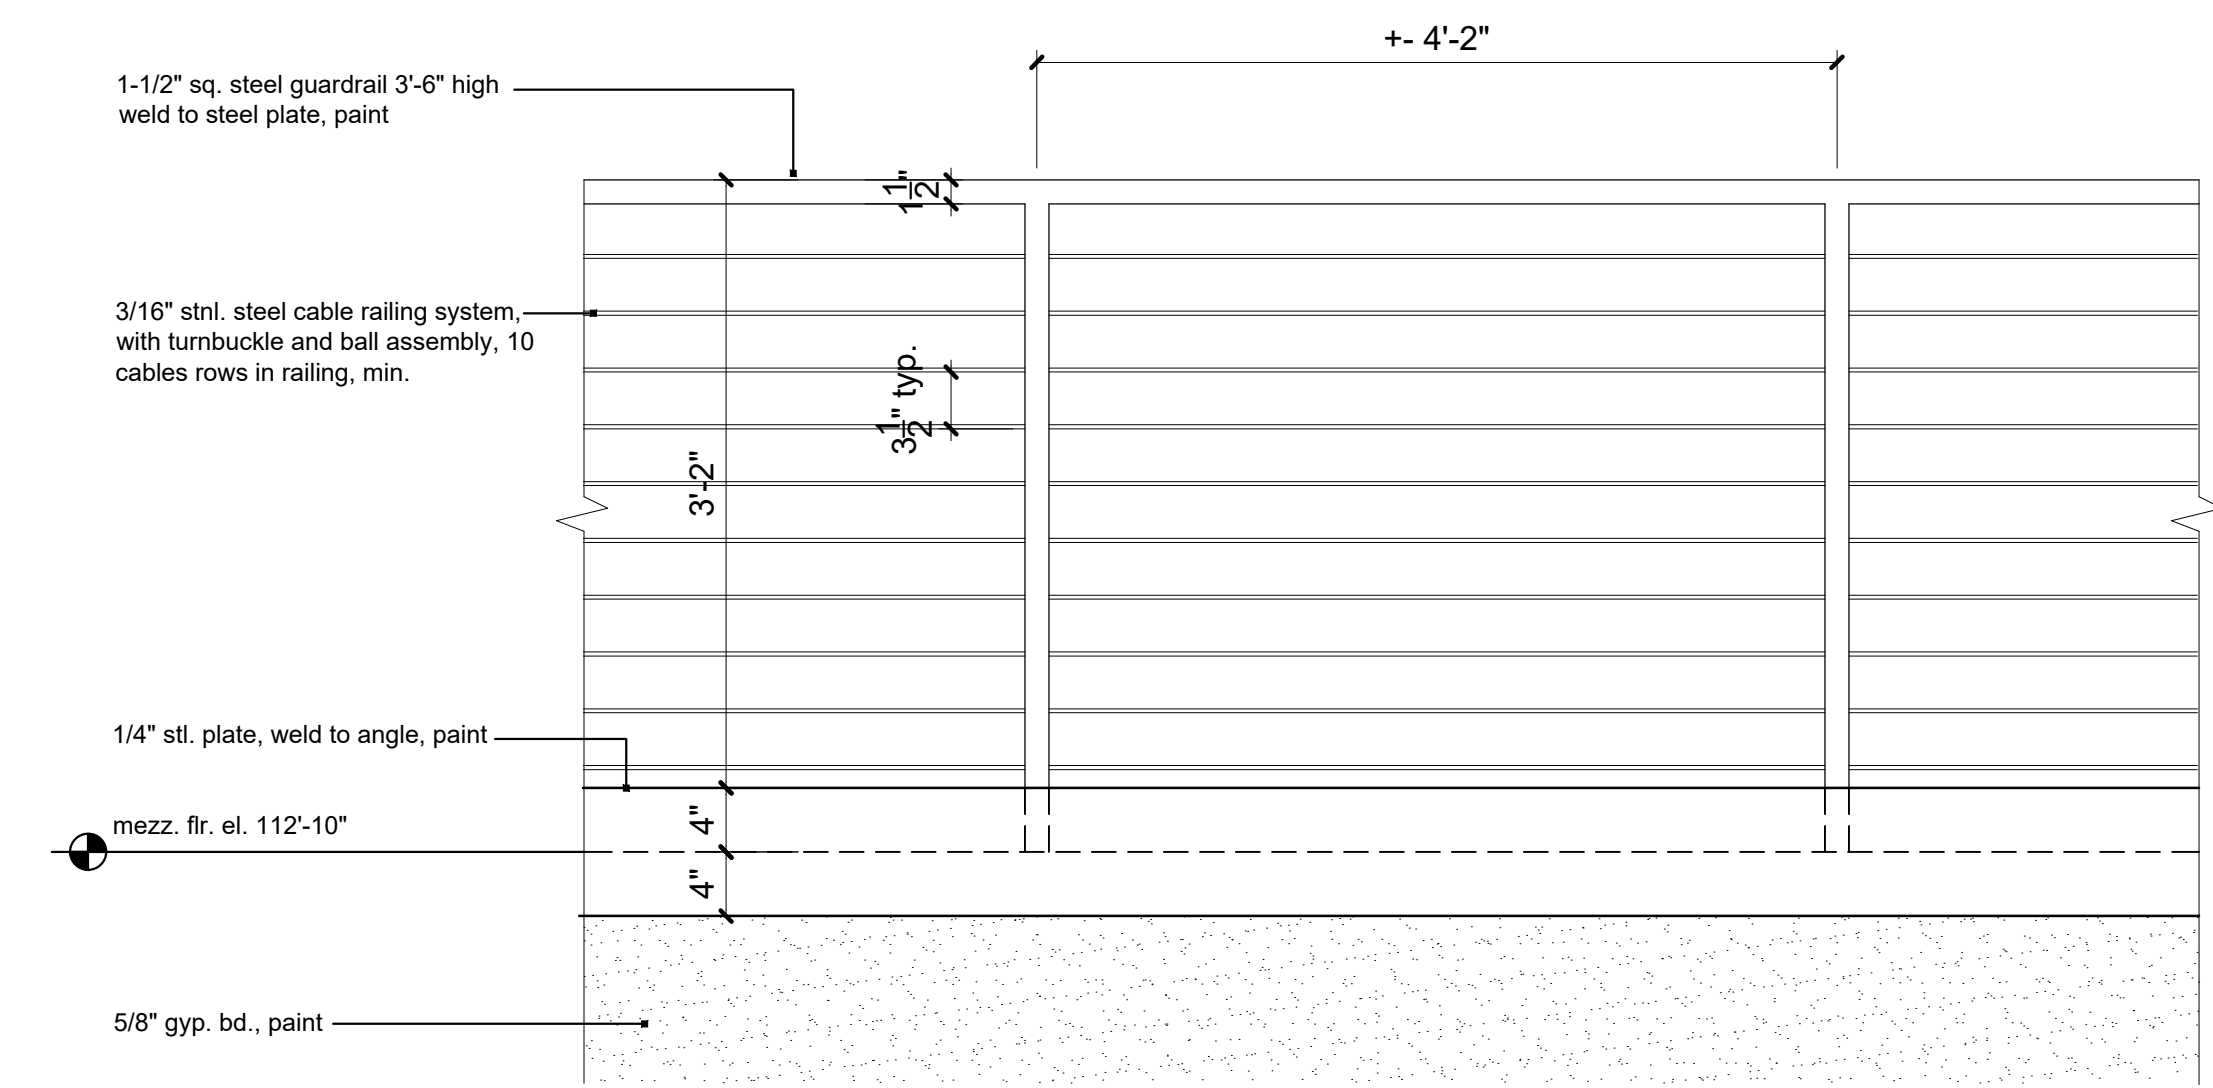 +- 4'-2"
1-1/2" sq. steel guardrail 3'-6" high
weld to steel plate, paint
1 1/2"
3/16" stnl. steel cable railing system,
with turnbuckle and ball assembly, 10
cables rows in railing, min.
3 1/2" typ.
3'-2"
1/4" stl. plate, weld to angle, paint
4"
mezz. flr. el. 112'-10"
4"
5/8" gyp. bd., paint